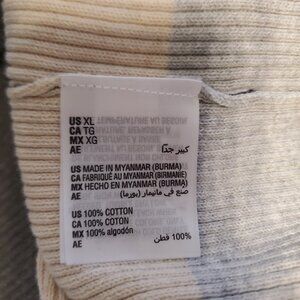 US XL
CA TG
MX XG
AE كبير جدًا
US MADE IN MYANMAR (BURMA)
CA FABRIQUÉ AU MYANMAR (BIRMANIE)
MX HECHO EN MYANMAR (BURMA)
AE صنع في ماينمار (بورما)
US 100% COTTON
CA 100% COTON
MX 100% algodón
AE 100% قطن